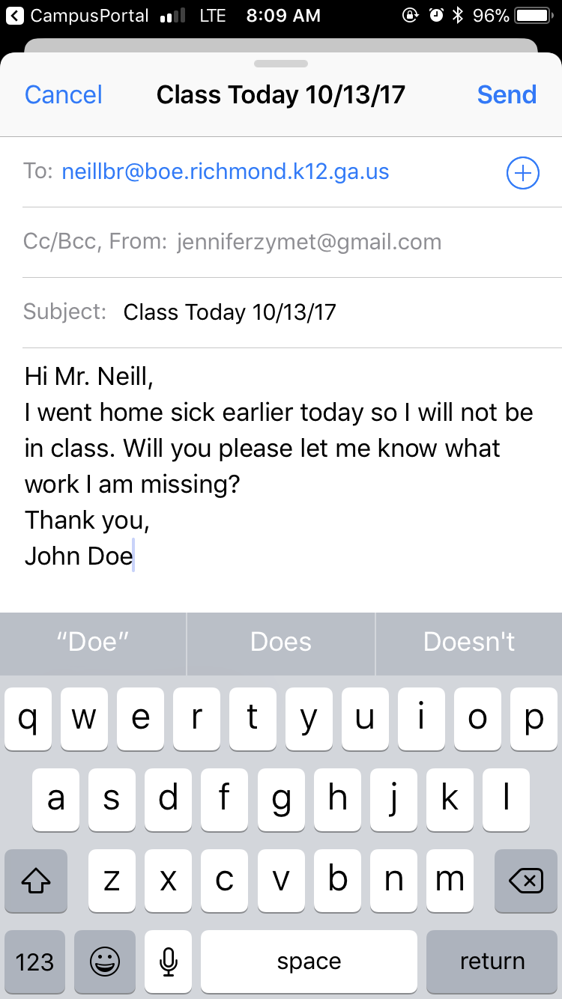 CampusPortal LTE 8:09 AM 96%
Cancel Class Today 10/13/17 Send
To: neillbr@boe.richmond.k12.ga.us
Cc/Bcc, From: jenniferzymet@gmail.com
Subject: Class Today 10/13/17
Hi Mr. Neill,
I went home sick earlier today so I will not be
in class. Will you please let me know what
work I am missing?
Thank you,
John Doe
“Doe” Does Doesn't
q w e r t y u i o p
a s d f g h j k l
z x c v b n m
123 space return